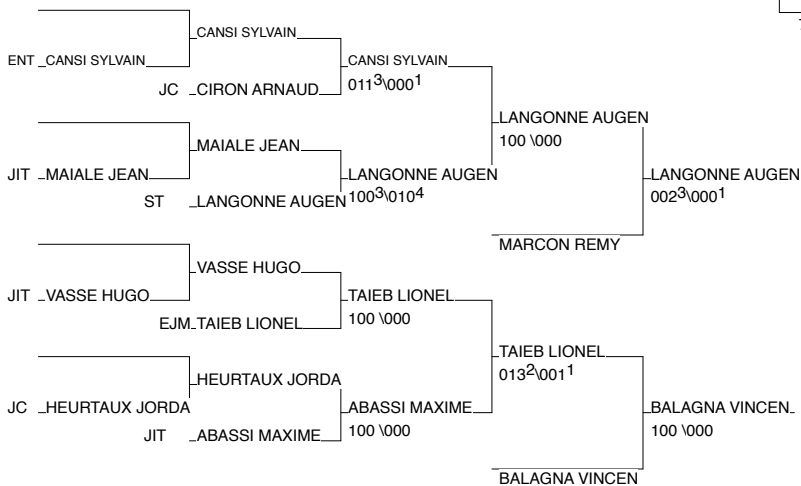 CANSI SYLVAIN
ENT CANSI SYLVAIN CANSI SYLVAIN
JC CIRON ARNAUD 011³\000¹
LANGONNE AUGEN
100 \000
MAIALE JEAN
JIT MAIALE JEAN LANGONNE AUGEN LANGONNE AUGEN
ST LANGONNE AUGEN 100³\010⁴ 002³\000¹
MARCON REMY
VASSE HUGO
JIT VASSE HUGO TAIEB LIONEL
EJM TAIEB LIONEL 100 \000
TAIEB LIONEL
013²\001¹
HEURTAUX JORDA
JC HEURTAUX JORDA ABASSI MAXIME BALAGNA VINCEN
JIT ABASSI MAXIME 100 \000 100 \000
BALAGNA VINCEN